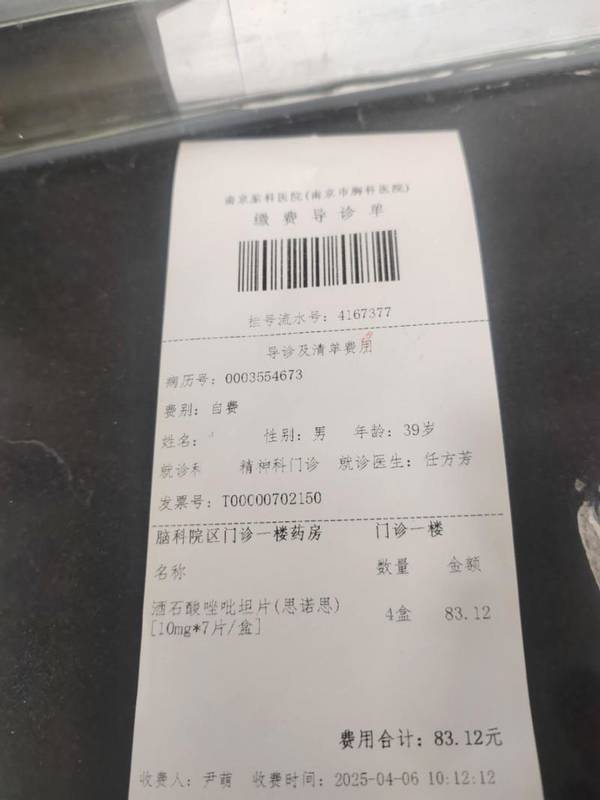 南京脑科医院(南京市胸科医院)
缴费导诊单
挂号流水号: 4167377
导诊及清单费用
病历号: 0003554673
费别: 自费
姓名: 性别: 男 年龄: 39岁
就诊科 精神科门诊 就诊医生: 任方芳
发票号: T00000702150
脑科院区门诊一楼药房 门诊一楼
名称 数量 金额
酒石酸唑吡坦片(思诺思) 4盒 83.12
[10mg*7片/盒]
费用合计: 83.12元
收费人: 尹萌 收费时间: 2025-04-06 10:12:12